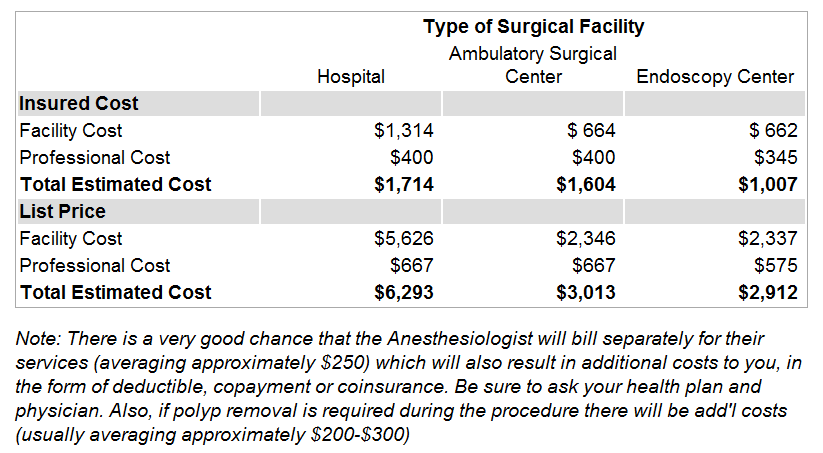 Type of Surgical Facility
Ambulatory Surgical
Hospital Center Endoscopy Center
Insured Cost
Facility Cost $1,314 $ 664 $ 662
Professional Cost $400 $400 $345
Total Estimated Cost $1,714 $1,604 $1,007
List Price
Facility Cost $5,626 $2,346 $2,337
Professional Cost $667 $667 $575
Total Estimated Cost $6,293 $3,013 $2,912
Note: There is a very good chance that the Anesthesiologist will bill separately for their
services (averaging approximately $250) which will also result in additional costs to you, in
the form of deductible, copayment or coinsurance. Be sure to ask your health plan and
physician. Also, if polyp removal is required during the procedure there will be add'l costs
(usually averaging approximately $200-$300)